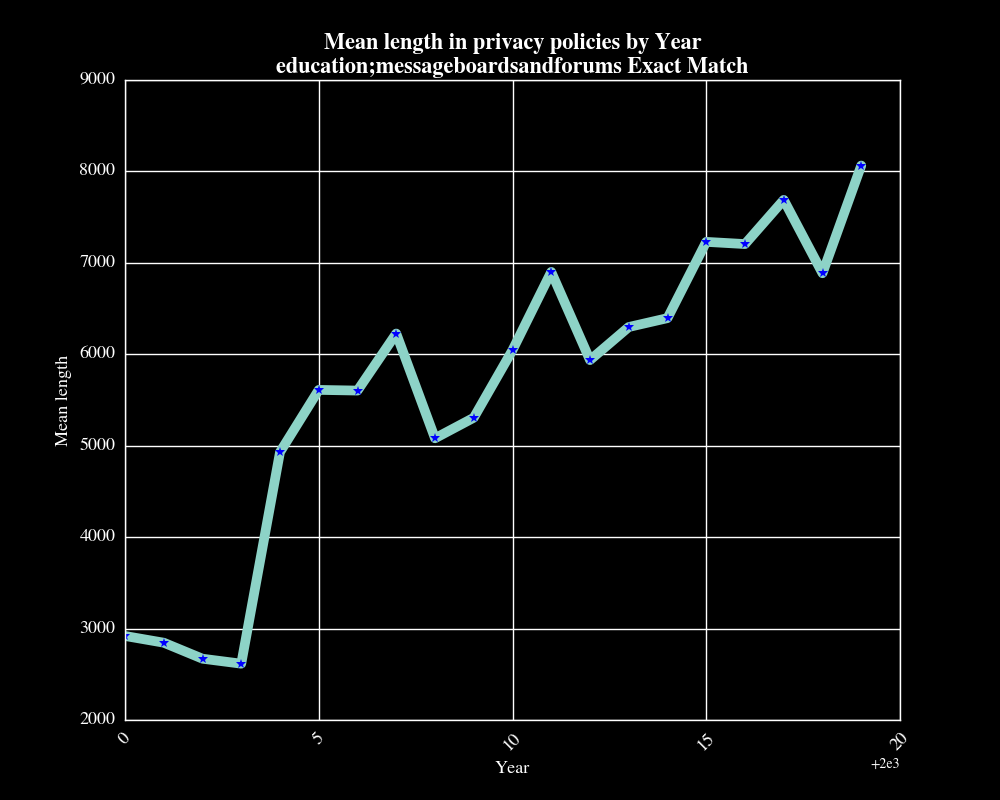 Mean length in privacy policies by Year
education;messageboardsandforums Exact Match
9000
8000
7000
6000
5000
4000
3000
2000
Mean length
0
5
10
15
20
Year
+2e3